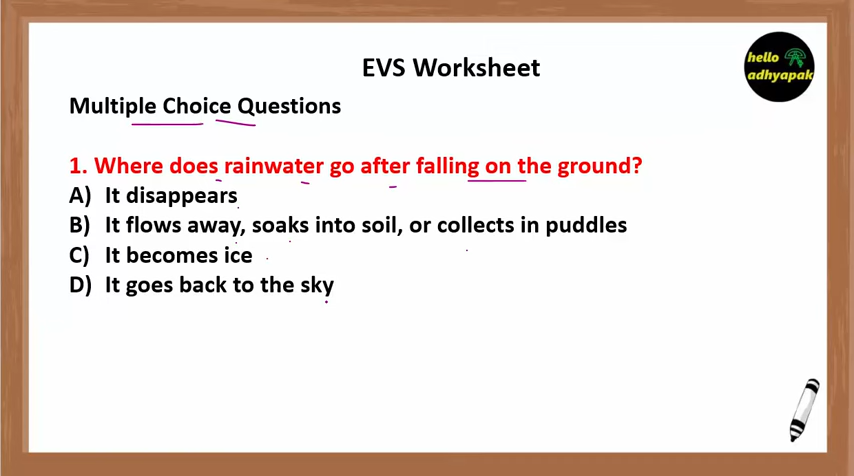 EVS Worksheet
hello
adhyapak
Multiple Choice Questions
1. Where does rainwater go after falling on the ground?
A) It disappears
B) It flows away, soaks into soil, or collects in puddles
C) It becomes ice
D) It goes back to the sky